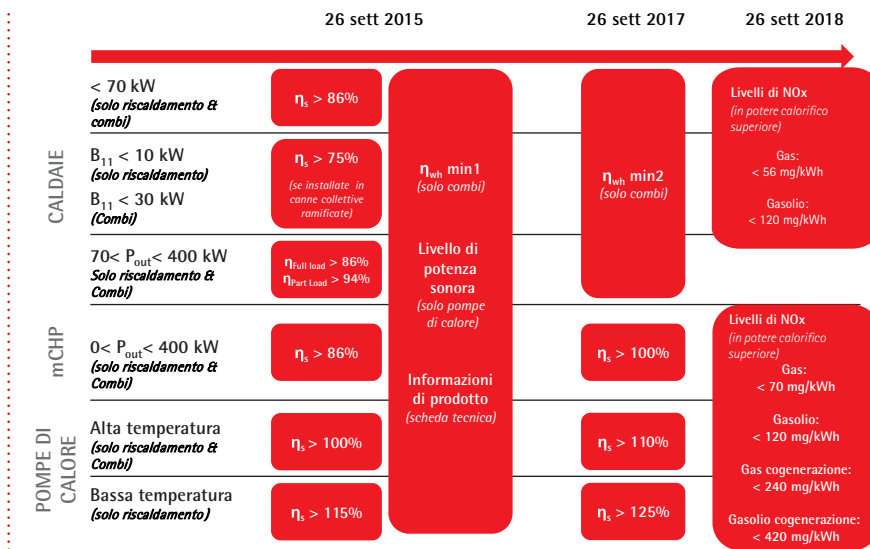 26 sett 2015
26 sett 2017
26 sett 2018
CALDAIE
< 70 kW
(solo riscaldamento &
combi)
ηs > 86%
B11 < 10 kW
(solo riscaldamento)
B11 < 30 kW
(Combi)
ηs > 75%
(se installate in
canne collettive
ramificate)
70< Pout< 400 kW
Solo riscaldamento &
Combi)
ηFull load > 86%
ηPart Load > 94%
ηwh min1
(solo combi)
Livello di
potenza
sonora
(solo pompe
di calore)
Informazioni
di prodotto
(scheda tecnica)
ηwh min2
(solo combi)
Livelli di NOx
(in potere calorifico
superiore)
Gas:
< 56 mg/kWh
Gasolio:
< 120 mg/kWh
mCHP
0< Pout< 400 kW
(solo riscaldamento &
Combi)
ηs > 86%
ηs > 100%
POMPE DI
CALORE
Alta temperatura
(solo riscaldamento &
Combi)
ηs > 100%
ηs > 110%
Bassa temperatura
(solo riscaldamento)
ηs > 115%
ηs > 125%
Livelli di NOx
(in potere calorifico
superiore)
Gas:
< 70 mg/kWh
Gasolio:
< 120 mg/kWh
Gas cogenerazione:
< 240 mg/kWh
Gasolio cogenerazione:
< 420 mg/kWh